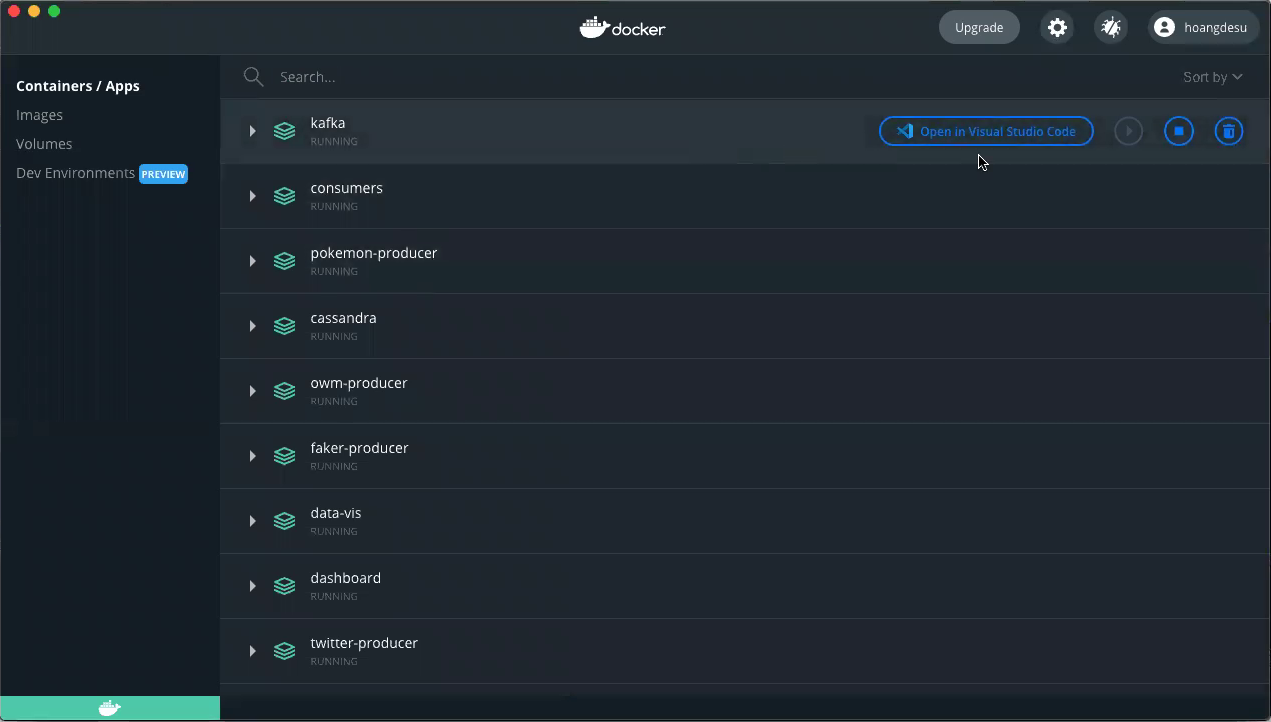 docker
Upgrade
hoangdesu
Containers / Apps
Images
Volumes
Dev Environments PREVIEW
Search...
Sort by
kafka
RUNNING
Open in Visual Studio Code
consumers
RUNNING
pokemon-producer
RUNNING
cassandra
RUNNING
owm-producer
RUNNING
faker-producer
RUNNING
data-vis
RUNNING
dashboard
RUNNING
twitter-producer
RUNNING